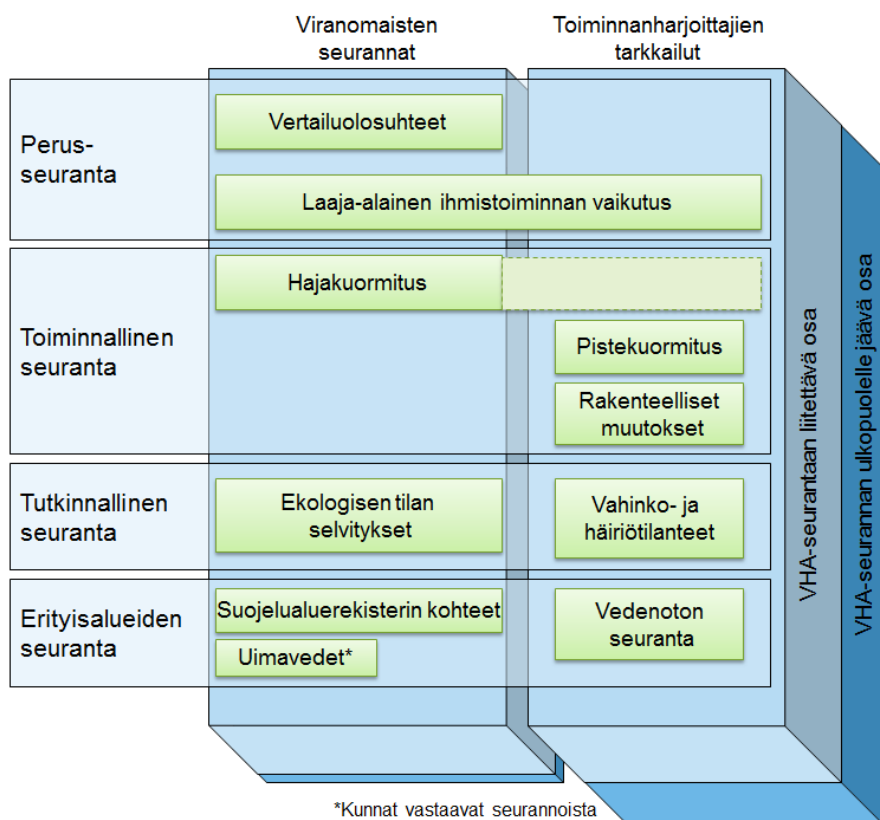 Viranomaisten
seurannat
Toiminnanharjoittajien
tarkkailut
Perus-
seuranta
Vertailuolosuhteet
Laaja-alainen ihmistoiminnan vaikutus
Toiminnallinen
seuranta
Hajakuormitus
Pistekuormitus
Rakenteelliset
muutokset
Tutkinnallinen
seuranta
Ekologisen tilan
selvitykset
Vahinko- ja
häiriötilanteet
Erityisalueiden
seuranta
Suojelualuerekisterin kohteet
Uimavedet*
Vedenoton
seuranta
VHA-seurantaan liitettävä osa
VHA-seurannan ulkopuolelle jäävä osa
*Kunnat vastaavat seurannoista